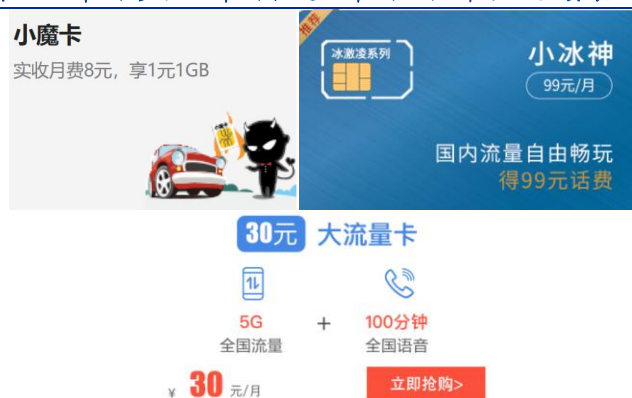 小魔卡
实收月费8元，享1元1GB
小魔卡
推荐
冰激凌系列
小冰神
99元/月
国内流量自由畅玩
得99元话费
30元 大流量卡
5G + 100分钟
全国流量 全国语音
¥ 30 元/月
立即抢购>